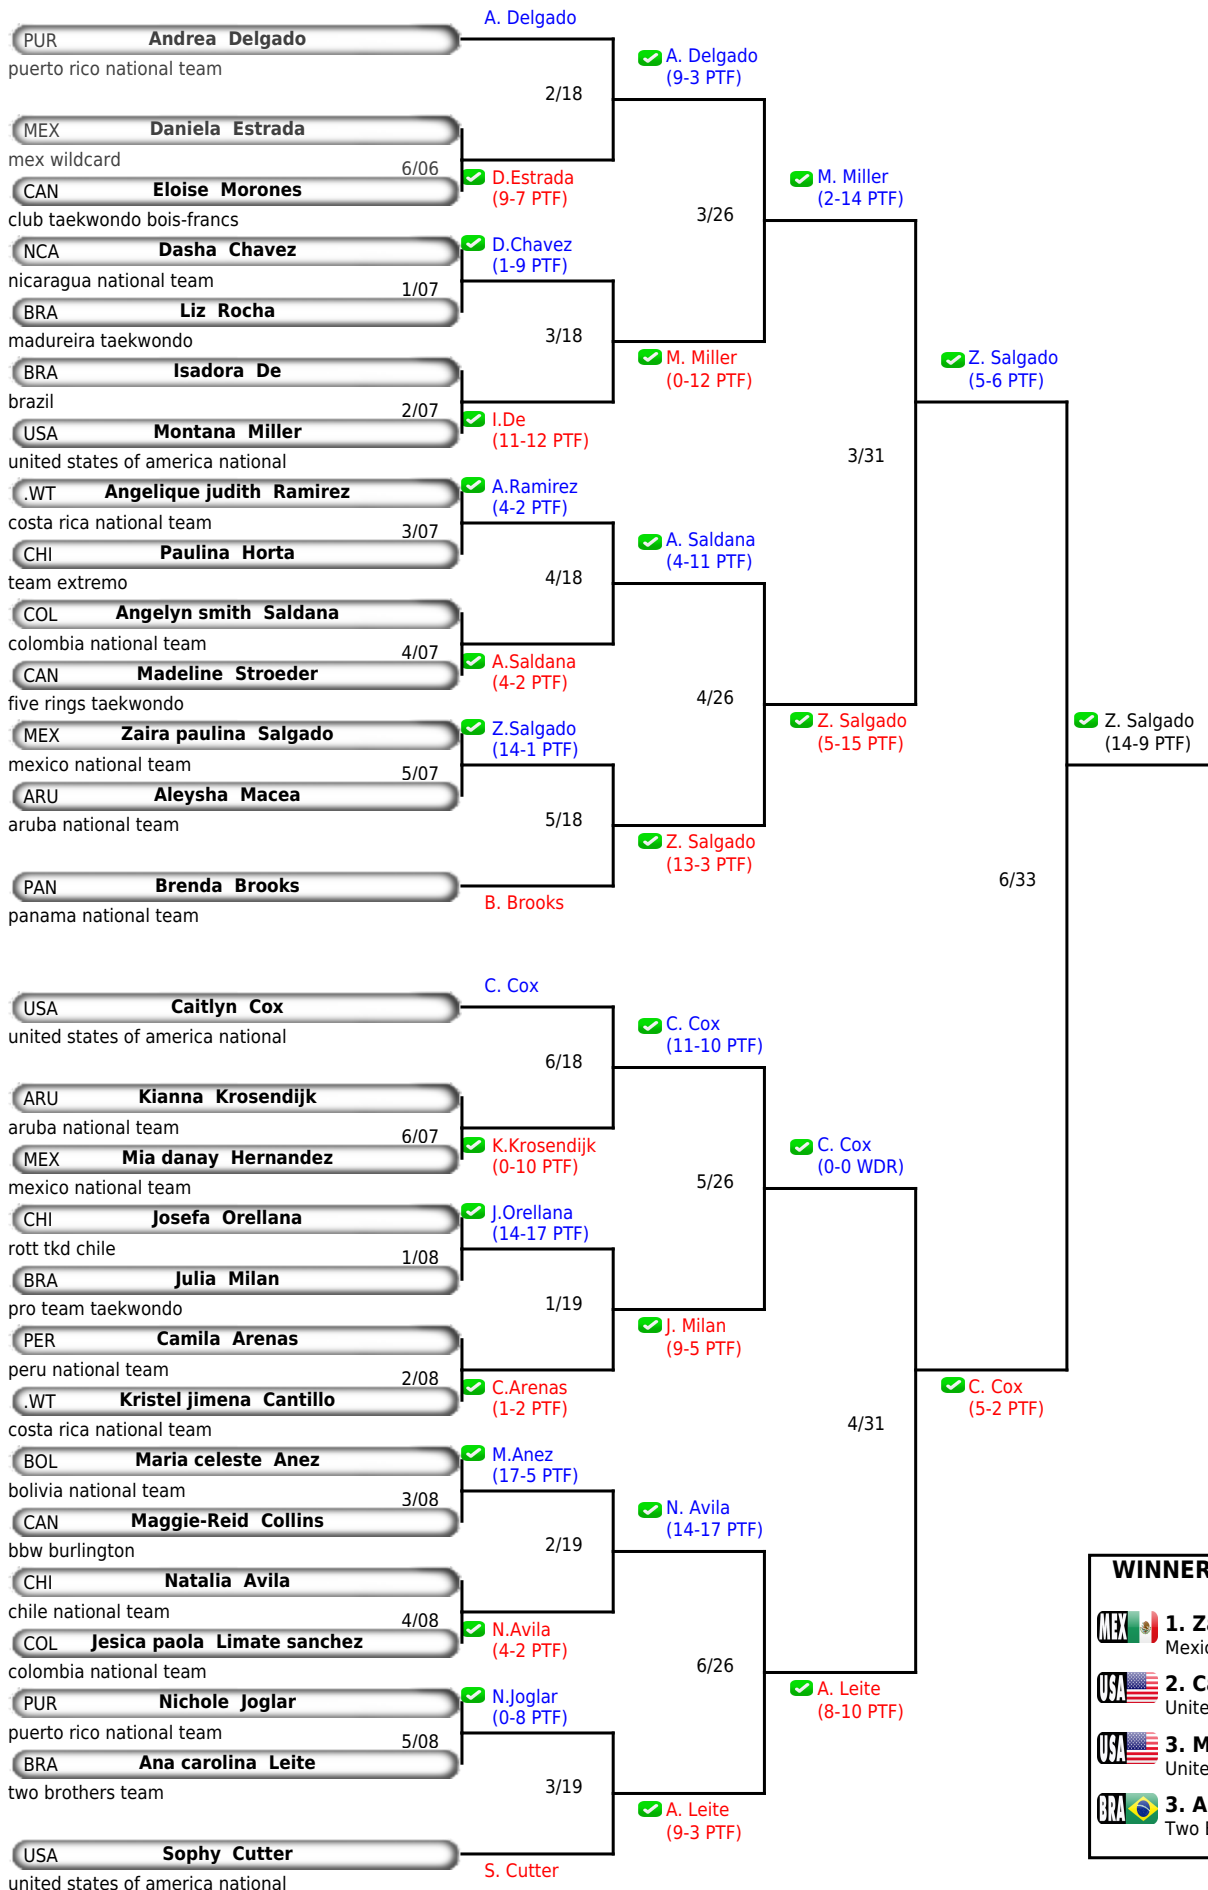 A. Delgado
PUR Andrea Delgado
puerto rico national team
A. Delgado
(9-3 PTF)
2/18
MEX Daniela Estrada
mex wildcard
6/06
CAN Eloise Morones
club taekwondo bois-francs
D.Estrada
(9-7 PTF)
M. Miller
(2-14 PTF)
3/26
NCA Dasha Chavez
nicaragua national team
D.Chavez
(1-9 PTF)
1/07
BRA Liz Rocha
madureira taekwondo
3/18
M. Miller
(0-12 PTF)
BRA Isadora De
brazil
2/07
USA Montana Miller
united states of america national
I.De
(11-12 PTF)
Z. Salgado
(5-6 PTF)
3/31
.WT Angelique judith Ramirez
costa rica national team
A.Ramirez
(4-2 PTF)
3/07
CHI Paulina Horta
team extremo
A. Saldana
(4-11 PTF)
4/18
COL Angelyn smith Saldana
colombia national team
4/07
CAN Madeline Stroeder
five rings taekwondo
A.Saldana
(4-2 PTF)
4/26
MEX Zaira paulina Salgado
mexico national team
Z.Salgado
(14-1 PTF)
5/07
ARU Aleysha Macea
aruba national team
Z. Salgado
(5-15 PTF)
Z. Salgado
(14-9 PTF)
5/18
Z. Salgado
(13-3 PTF)
PAN Brenda Brooks
panama national team
B. Brooks
6/33
C. Cox
USA Caitlyn Cox
united states of america national
C. Cox
(11-10 PTF)
6/18
ARU Kianna Krosendijk
aruba national team
6/07
MEX Mia danay Hernandez
mexico national team
K.Krosendijk
(0-10 PTF)
C. Cox
(0-0 WDR)
5/26
CHI Josefa Orellana
rott tkd chile
J.Orellana
(14-17 PTF)
1/08
BRA Julia Milan
pro team taekwondo
1/19
J. Milan
(9-5 PTF)
PER Camila Arenas
peru national team
2/08
.WT Kristel jimena Cantillo
costa rica national team
C.Arenas
(1-2 PTF)
C. Cox
(5-2 PTF)
4/31
BOL Maria celeste Anez
bolivia national team
M.Anez
(17-5 PTF)
3/08
CAN Maggie-Reid Collins
bbw burlington
N. Avila
(14-17 PTF)
2/19
CHI Natalia Avila
chile national team
4/08
COL Jesica paola Limate sanchez
colombia national team
N.Avila
(4-2 PTF)
6/26
PUR Nichole Joglar
puerto rico national team
N.Joglar
(0-8 PTF)
5/08
BRA Ana carolina Leite
two brothers team
A. Leite
(8-10 PTF)
3/19
A. Leite
(9-3 PTF)
USA Sophy Cutter
united states of america national
S. Cutter
WINNER
MEX 1. Za
Mexic
USA 2. Ca
Unite
USA 3. M
Unite
BRA 3. A
Two